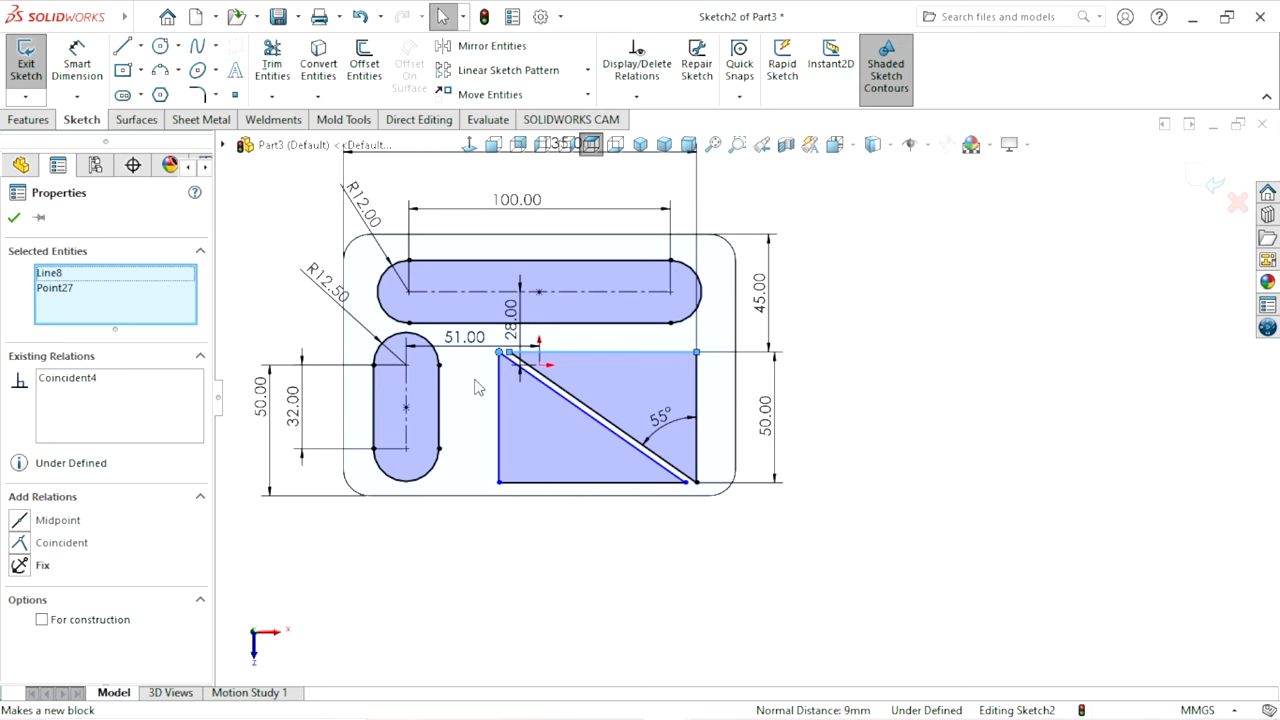 SOLIDWORKS
Sketch2 of Part3 *
Search files and models
Exit Sketch
Smart Dimension
Trim Entities
Convert Entities
Offset Entities
Offset On Surface
Mirror Entities
Linear Sketch Pattern
Move Entities
Display/Delete Relations
Repair Sketch
Quick Snaps
Rapid Sketch
Instant2D
Shaded Sketch Contours
Features
Sketch
Surfaces
Sheet Metal
Weldments
Mold Tools
Direct Editing
Evaluate
SOLIDWORKS CAM
Part3 (Default) <<Default...
Properties
Selected Entities
Line8
Point27
Existing Relations
Coincident4
Under Defined
Add Relations
Midpoint
Coincident
Fix
Options
For construction
R12.00
100.00
R12.50
51.00
28.00
45.00
50.00
32.00
55°
50.00
x
z
Model
3D Views
Motion Study 1
Makes a new block
Normal Distance: 9mm
Under Defined
Editing Sketch2
MMGS